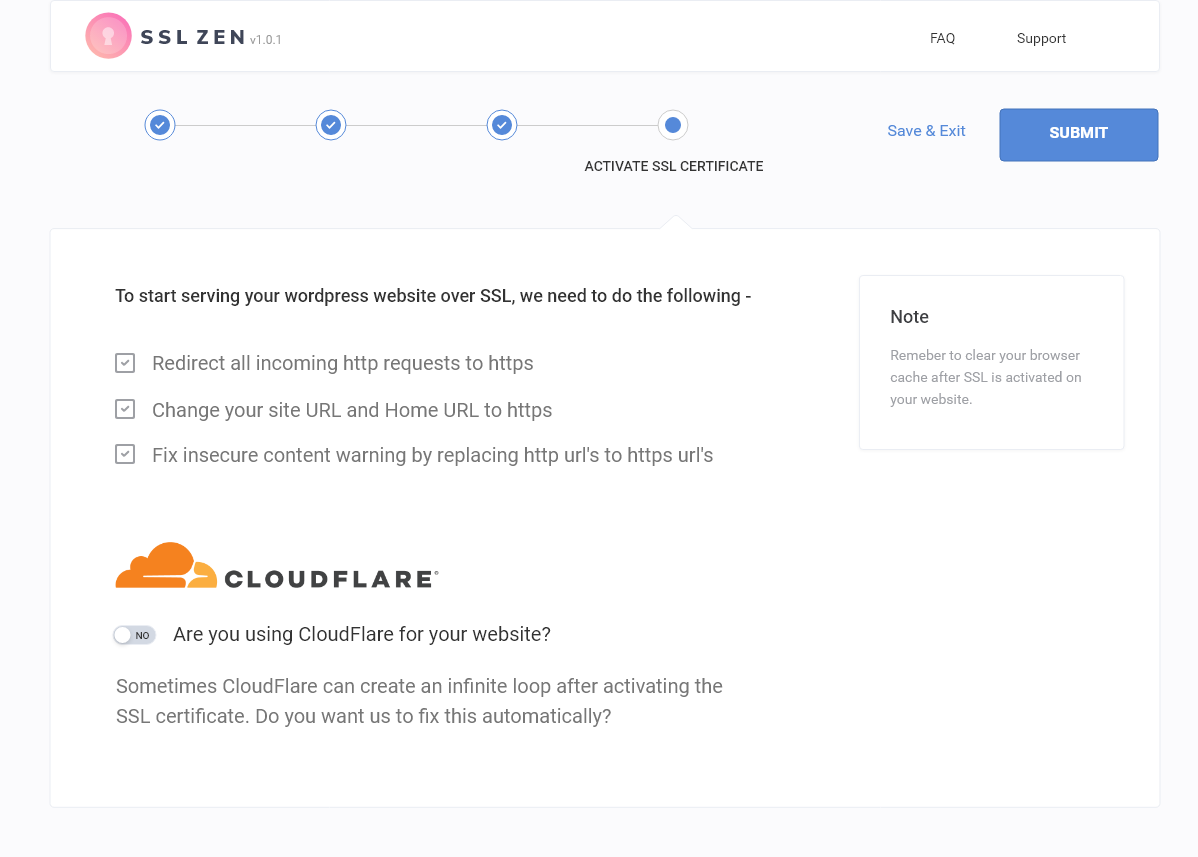 SSL ZEN v1.0.1
FAQ
Support
Save & Exit
SUBMIT
ACTIVATE SSL CERTIFICATE
To start serving your wordpress website over SSL, we need to do the following -
Redirect all incoming http requests to https
Change your site URL and Home URL to https
Fix insecure content warning by replacing http url's to https url's
Note
Remeber to clear your browser
cache after SSL is activated on
your website.
CLOUDFLARE®
NO
Are you using CloudFlare for your website?
Sometimes CloudFlare can create an infinite loop after activating the
SSL certificate. Do you want us to fix this automatically?